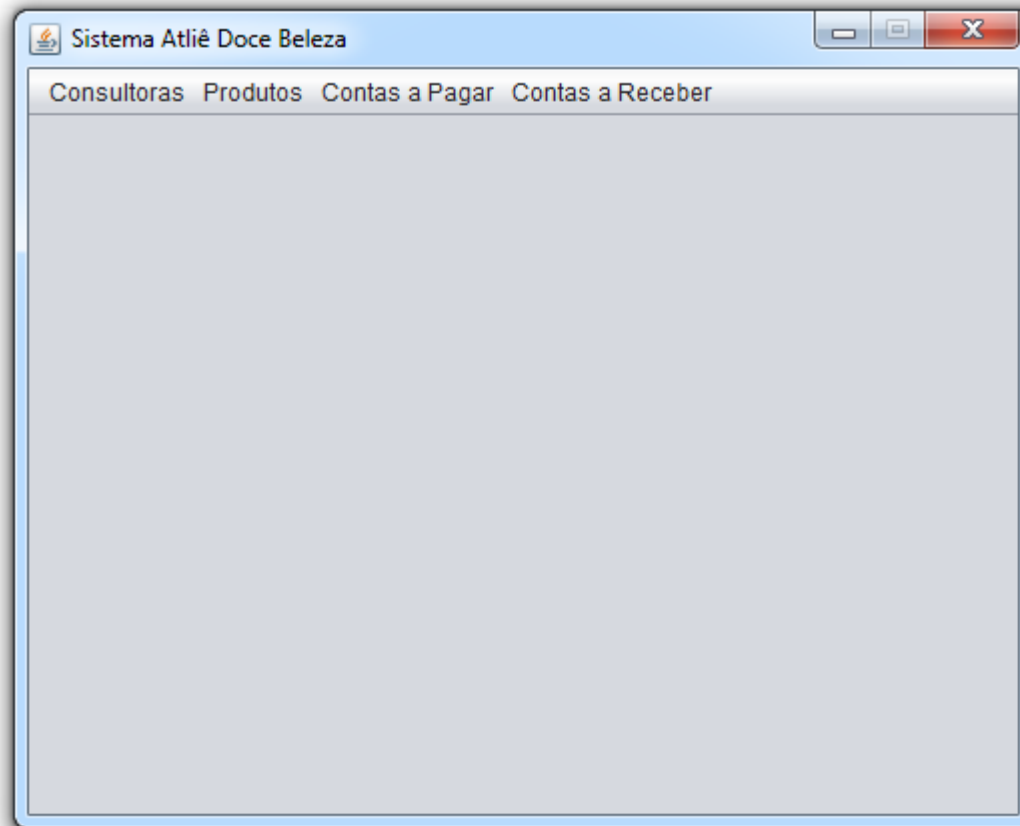 Sistema Atliê Doce Beleza
Consultoras Produtos Contas a Pagar Contas a Receber